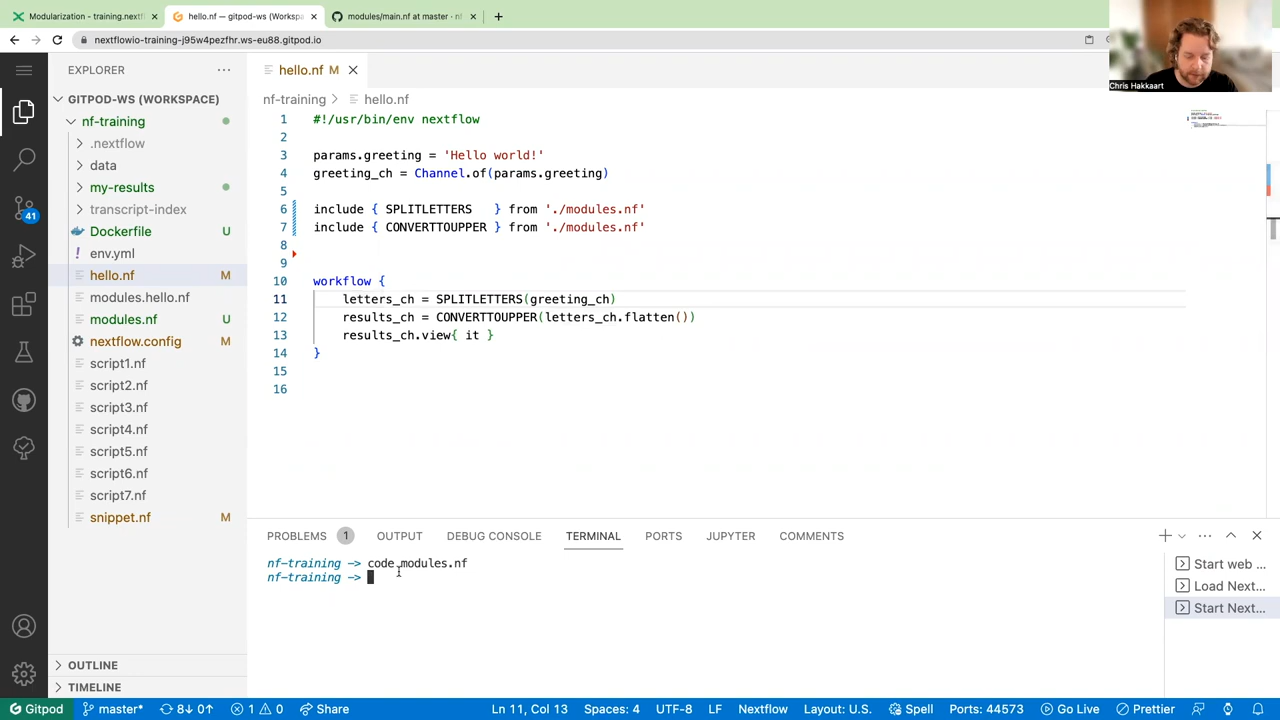 Modularization - training.nextfl
hello.nf — gitpod-ws (Workspa
modules/main.nf at master · nf
nextflowio-training-j95w4pezfhr.ws-eu88.gitpod.io
Chris Hakkaart
EXPLORER
GITPOD-WS (WORKSPACE)
nf-training
.nextflow
data
my-results
transcript-index
Dockerfile U
env.yml
hello.nf M
modules.hello.nf
modules.nf U
nextflow.config M
script1.nf
script2.nf
script3.nf
script4.nf
script5.nf
script6.nf
script7.nf
snippet.nf M
OUTLINE
TIMELINE
41
hello.nf M
nf-training > hello.nf
1 #!/usr/bin/env nextflow
2
3 params.greeting = 'Hello world!'
4 greeting_ch = Channel.of(params.greeting)
5
6 include { SPLITLETTERS   } from './modules.nf'
7 include { CONVERTTOUPPER } from './modules.nf'
8
9
10 workflow {
11     letters_ch = SPLITLETTERS(greeting_ch)
12     results_ch = CONVERTTOUPPER(letters_ch.flatten())
13     results_ch.view{ it }
14 }
15
16
PROBLEMS 1 OUTPUT DEBUG CONSOLE TERMINAL PORTS JUPYTER COMMENTS
nf-training -> code modules.nf
nf-training ->
Start web ...
Load Next...
Start Next...
Gitpod master* 8↓ 0↑ 1 0 Share Ln 11, Col 13 Spaces: 4 UTF-8 LF Nextflow Layout: U.S. Spell Ports: 44573 Go Live Prettier